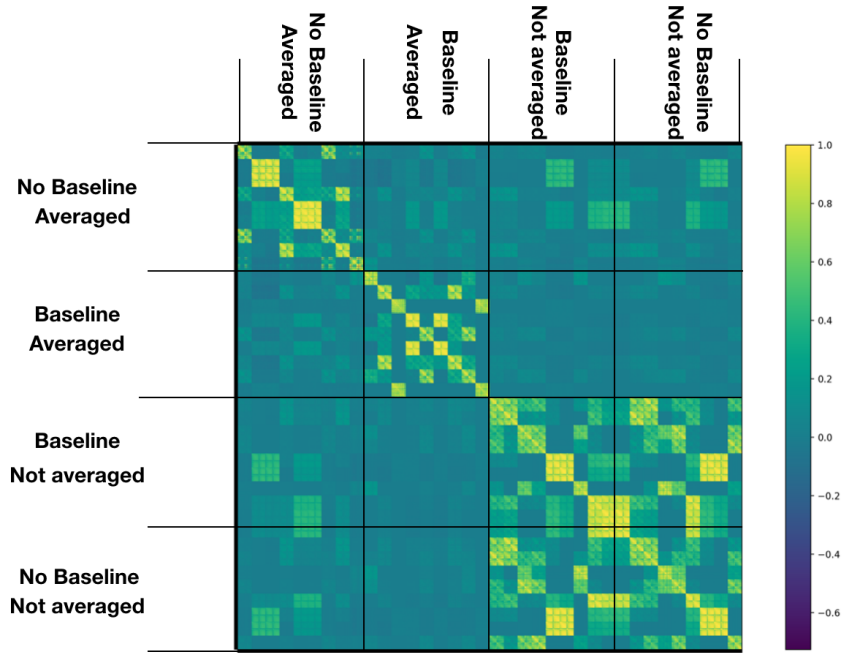 No Baseline
Averaged
Baseline
Averaged
Baseline
Not averaged
No Baseline
Not averaged
No Baseline
Averaged
Baseline
Averaged
Baseline
Not averaged
No Baseline
Not averaged
1.0
0.8
0.6
0.4
0.2
0.0
−0.2
−0.4
−0.6